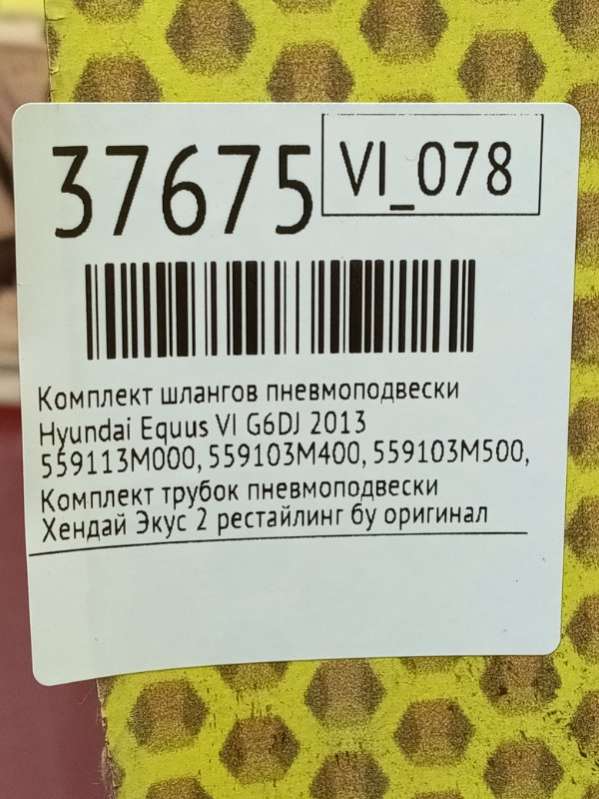 37675
VI_078
Комплект шлангов пневмоподвески
Hyundai Equus VI G6DJ 2013
559113M000, 559103M400, 559103M500,
Комплект трубок пневмоподвески
Хендай Экус 2 рестайлинг бу оригинал